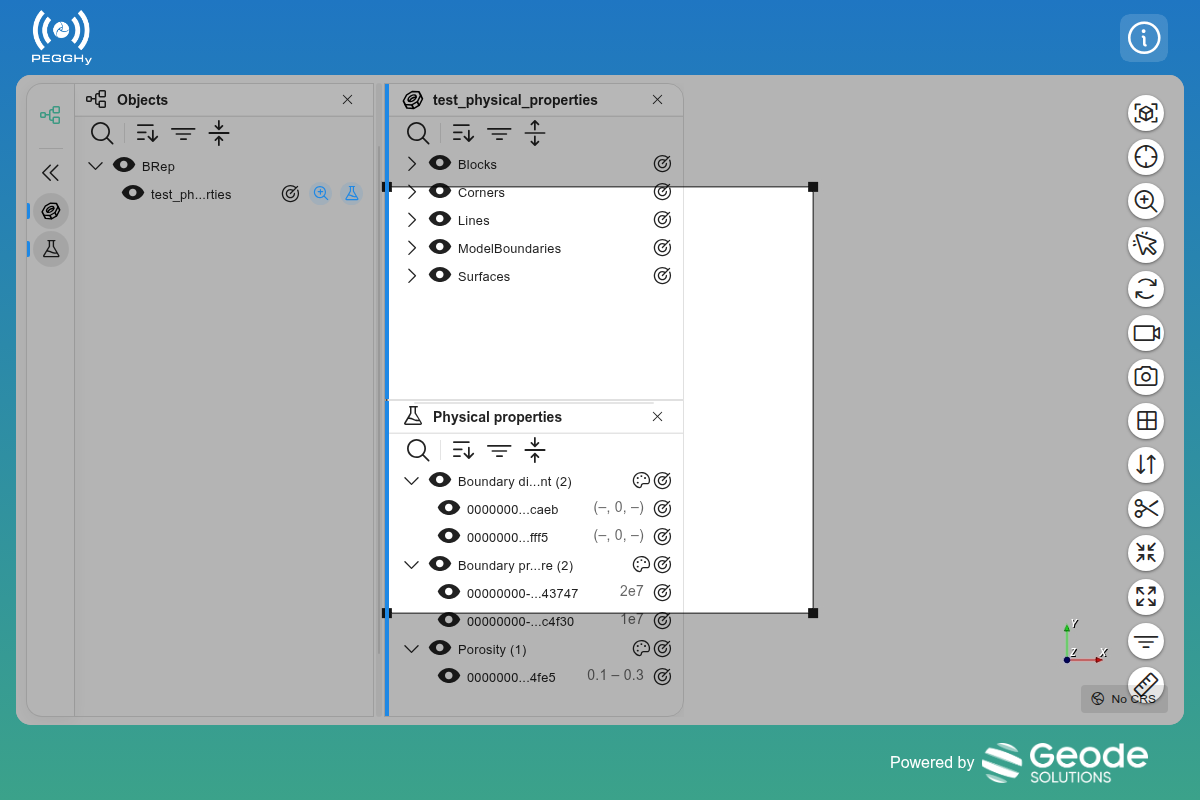 PEGGHy
Objects
BRep
test_ph...rties
test_physical_properties
Blocks
Corners
Lines
ModelBoundaries
Surfaces
Physical properties
Boundary di...nt (2)
0000000...caeb (–, 0, –)
0000000...fff5 (–, 0, –)
Boundary pr...re (2)
00000000-...43747 2e7
00000000-...c4f30 1e7
Porosity (1)
0000000...4fe5 0.1 – 0.3
Y
Z X
No CRS
Powered by Geode
SOLUTIONS